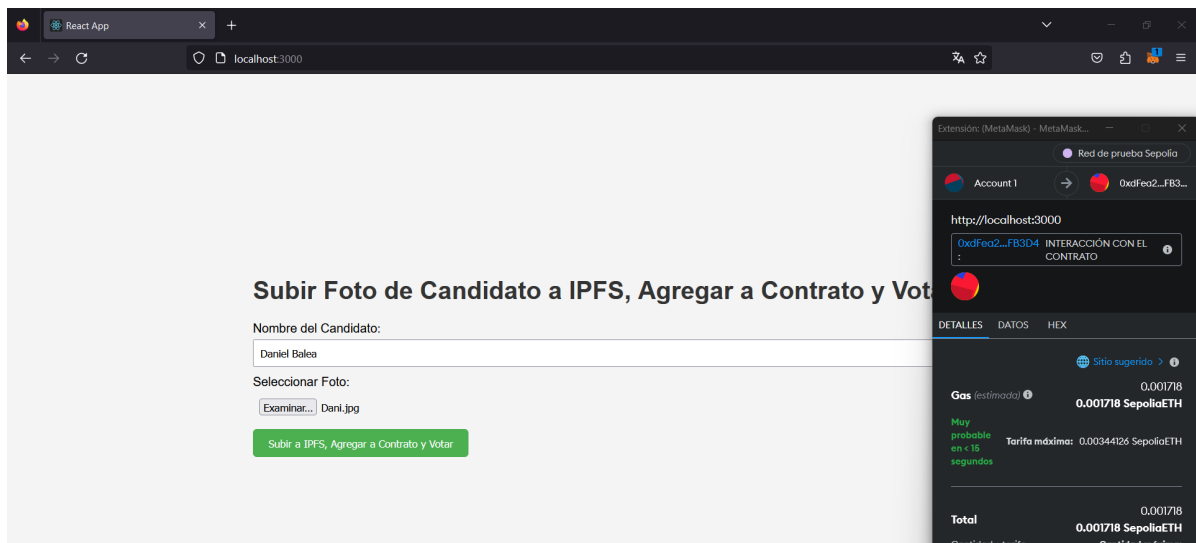 React App
localhost:3000
1
Extensión: (MetaMask) - MetaMask...
Red de prueba Sepolia
Account 1
0xdFea2...FB3...
http://localhost:3000
0xdFea2...FB3D4 INTERACCIÓN CON EL
: CONTRATO
Subir Foto de Candidato a IPFS, Agregar a Contrato y Vot
Nombre del Candidato:
Daniel Balea
Seleccionar Foto:
Examinar... Dani.jpg
Subir a IPFS, Agregar a Contrato y Votar
DETALLES DATOS HEX
Sitio sugerido >
0.001718
Gas (estimada) 0.001718 SepoliaETH
Muy
probable
en < 15
segundos
Tarifa máxima: 0.00344126 SepoliaETH
0.001718
Total 0.001718 SepoliaETH